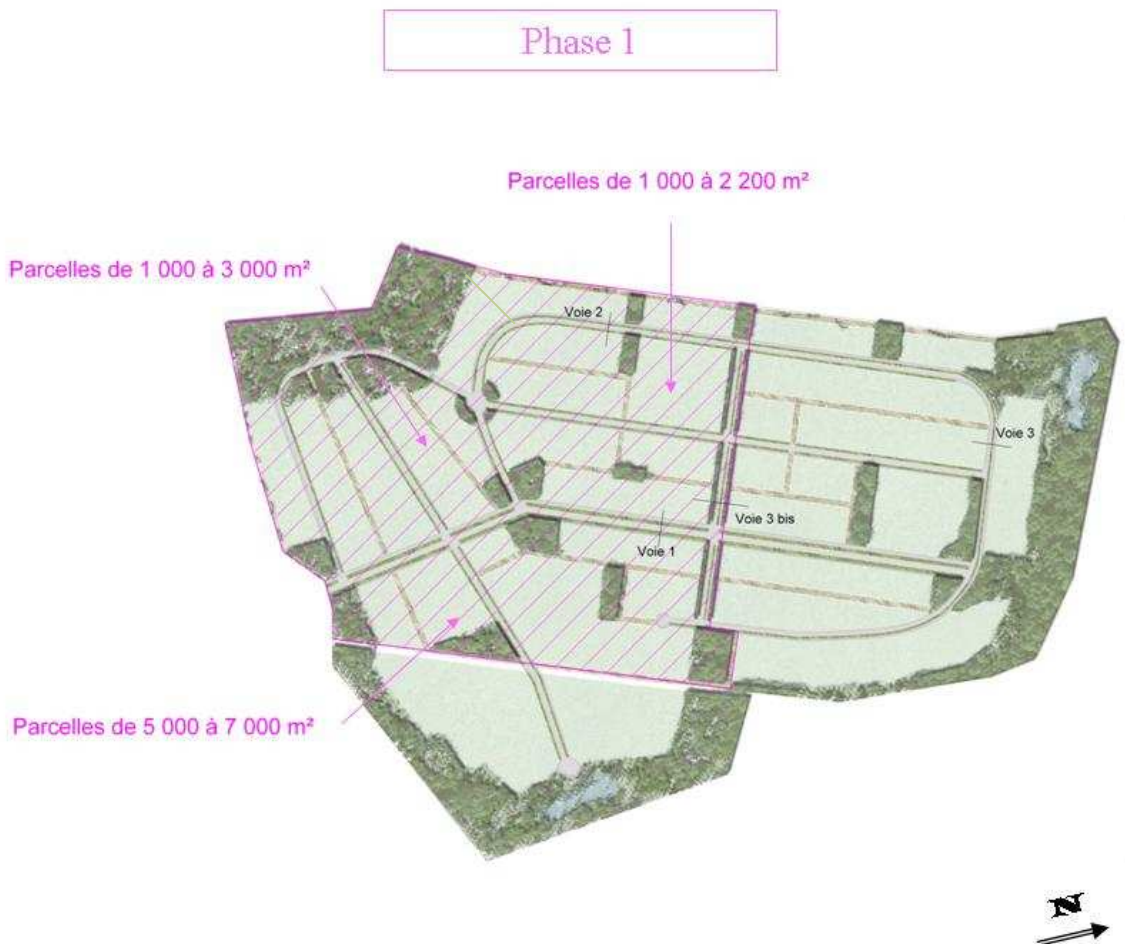 Phase 1
Parcelles de 1 000 à 2 200 m²
Parcelles de 1 000 à 3 000 m²
Voie 2
Voie 3
Voie 3 bis
Voie 1
Parcelles de 5 000 à 7 000 m²
N